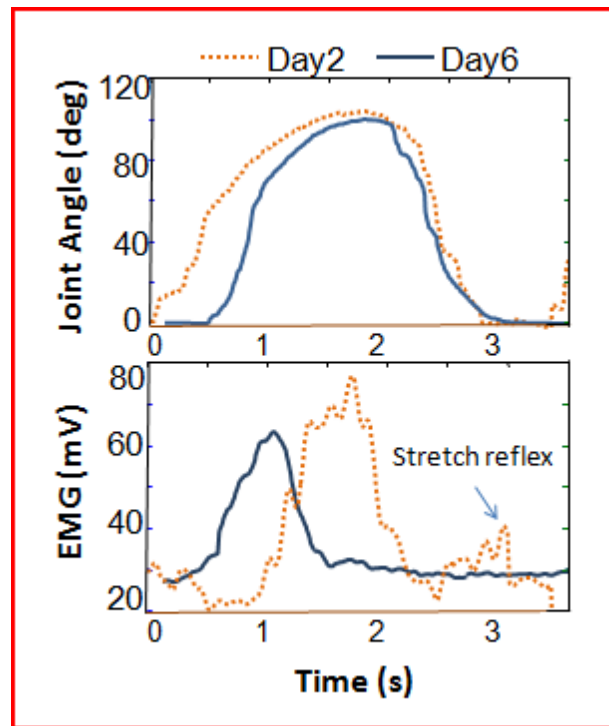 Day2 Day6
Joint Angle (deg)
120
80
40
0
0 1 2 3
EMG (mV)
80
60
40
20
Stretch reflex
0 1 2 3
Time (s)